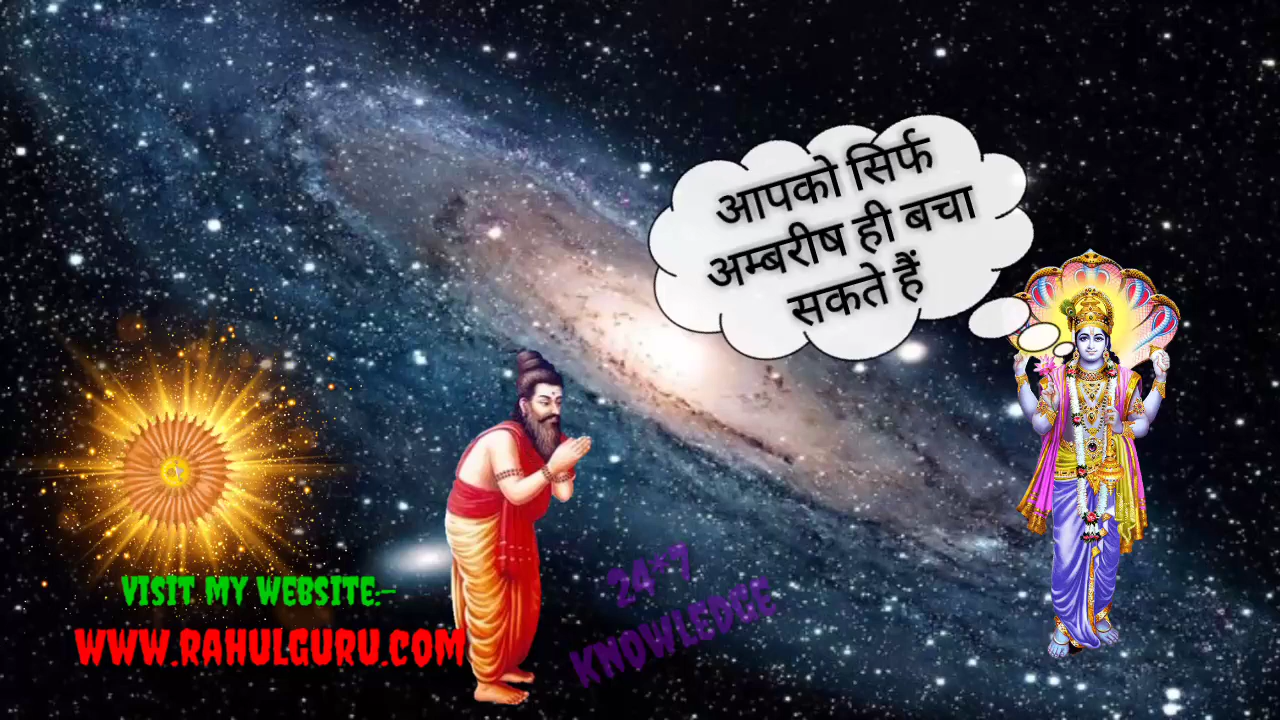 आपको सिर्फ
अम्बरीष ही बचा
सकते हैं
VISIT MY WEBSITE:-
WWW.RAHULGURU.COM
24*7
KNOWLEDGE